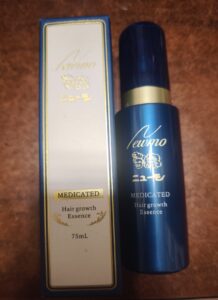 Newmo
ニューモ
MEDICATED
Hair growth
Essence
75mL
Newmo
ニューモ
MEDICATED
Hair growth
Essence